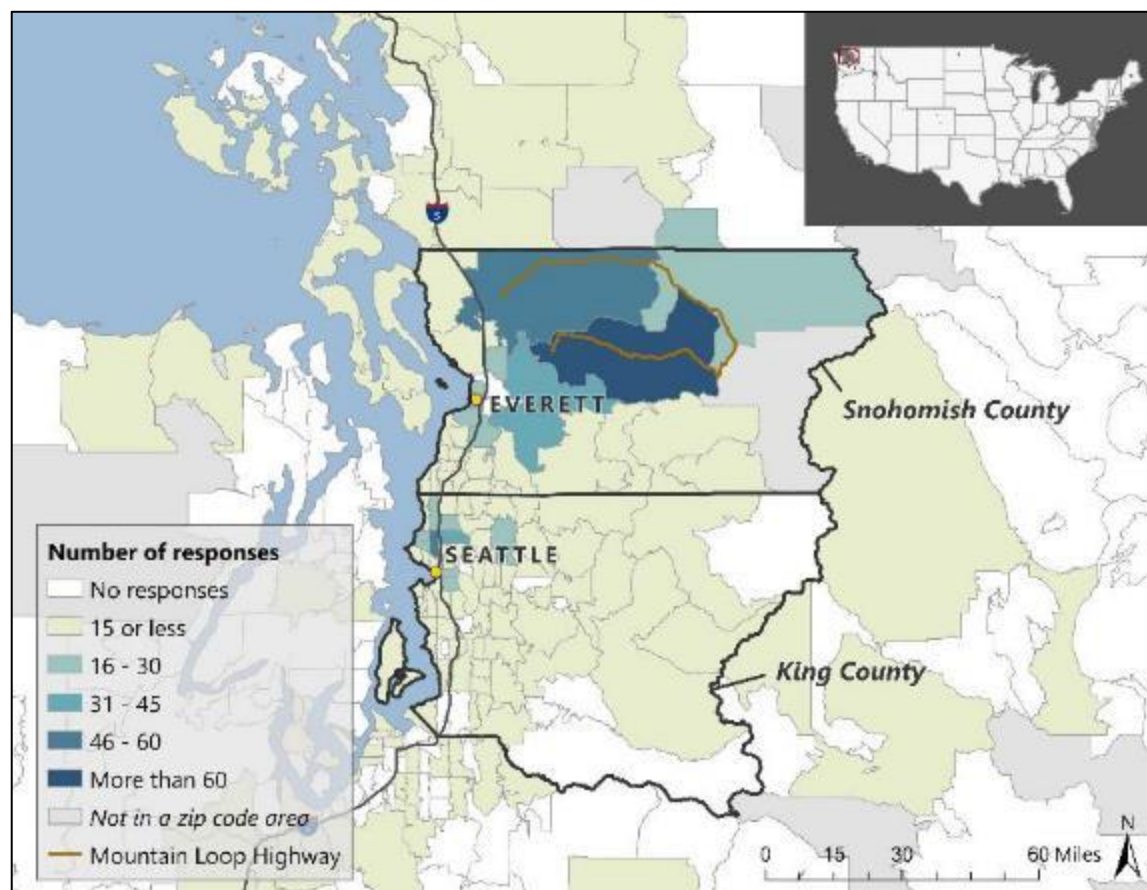 5
EVERETT
Snohomish County
SEATTLE
King County
Number of responses
No responses
15 or less
16 - 30
31 - 45
46 - 60
More than 60
Not in a zip code area
Mountain Loop Highway
0 15 30 60 Miles
N